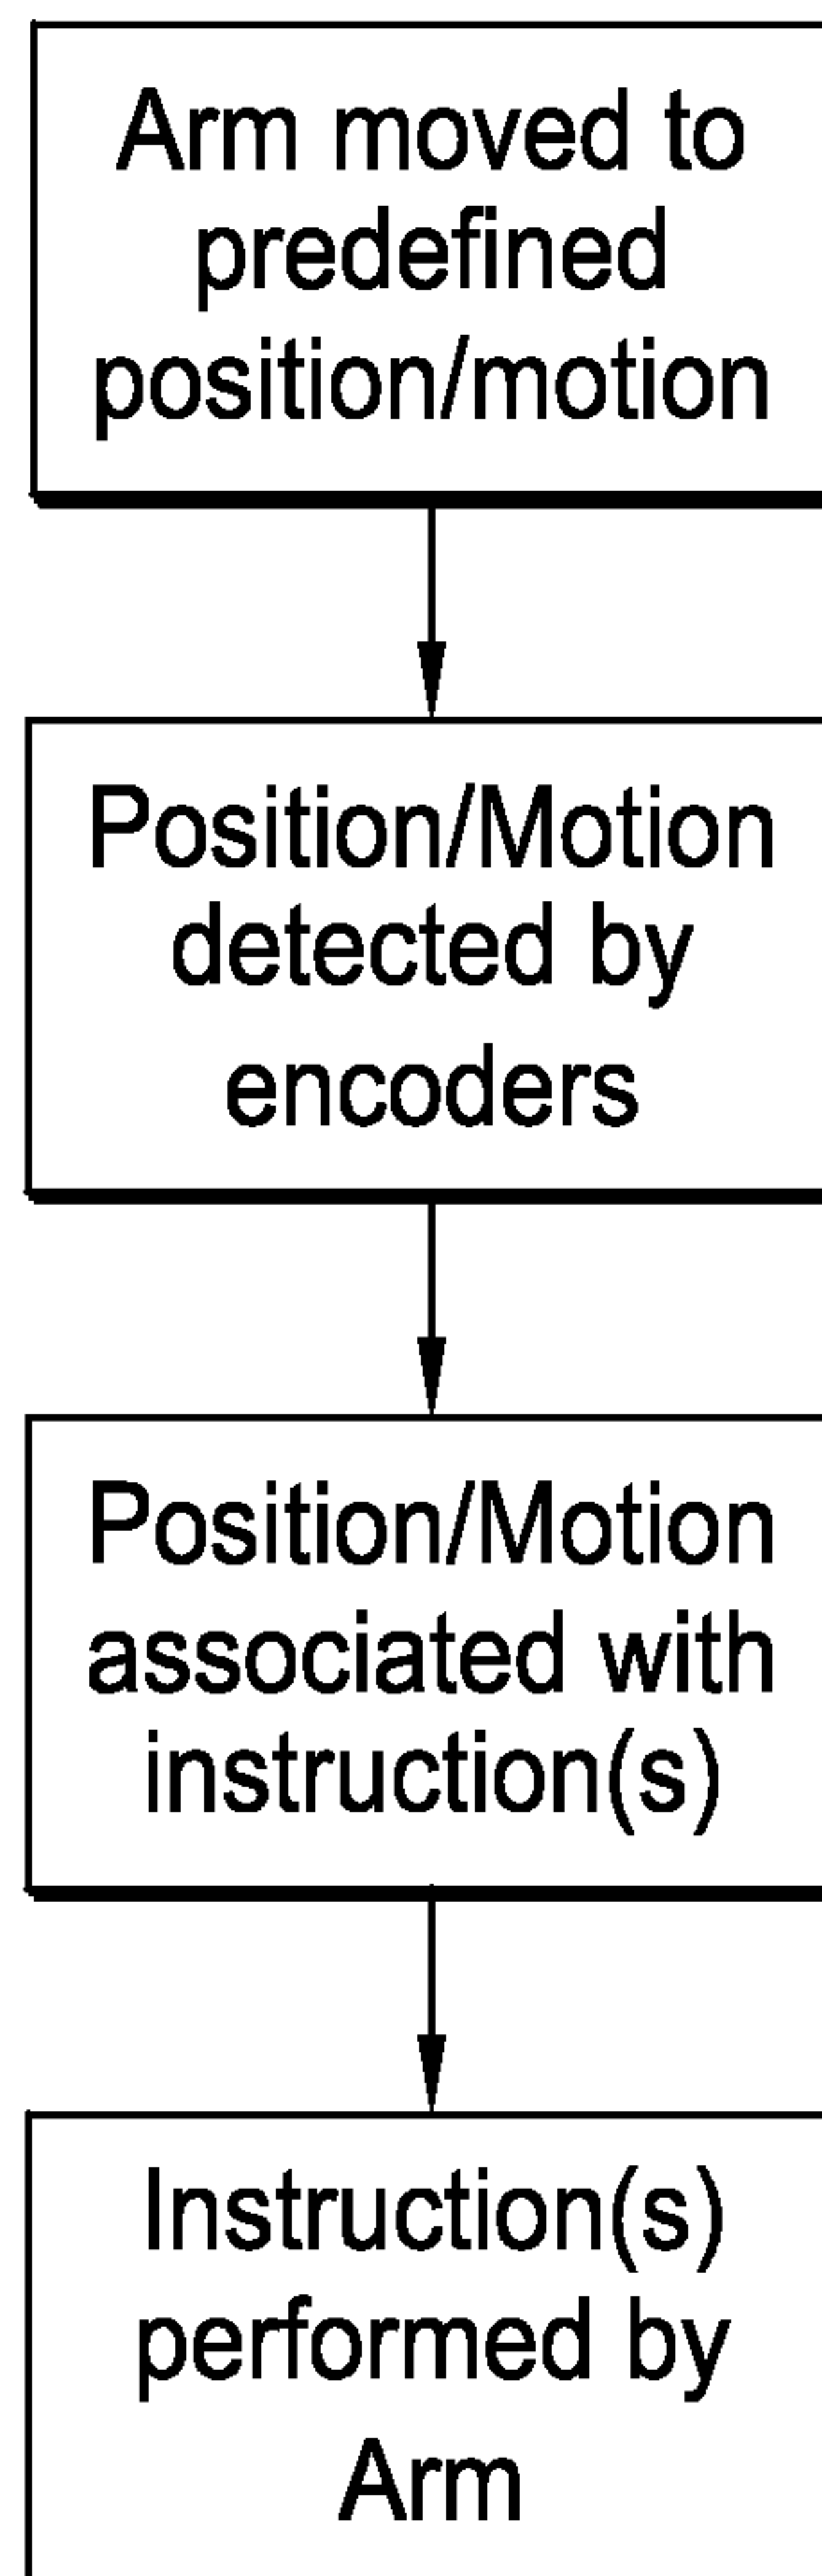 Arm moved to
predefined
position/motion
Position/Motion
detected by
encoders
Position/Motion
associated with
instruction(s)
Instruction(s)
performed by
Arm